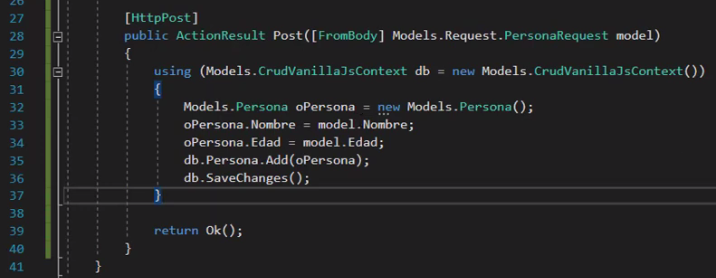 26
27 [HttpPost]
28 public ActionResult Post([FromBody] Models.Request.PersonaRequest model)
29 {
30 using (Models.CrudVanillaJsContext db = new Models.CrudVanillaJsContext())
31 {
32 Models.Persona oPersona = new Models.Persona();
33 oPersona.Nombre = model.Nombre;
34 oPersona.Edad = model.Edad;
35 db.Persona.Add(oPersona);
36 db.SaveChanges();
37 }
38
39 return Ok();
40 }
41 }